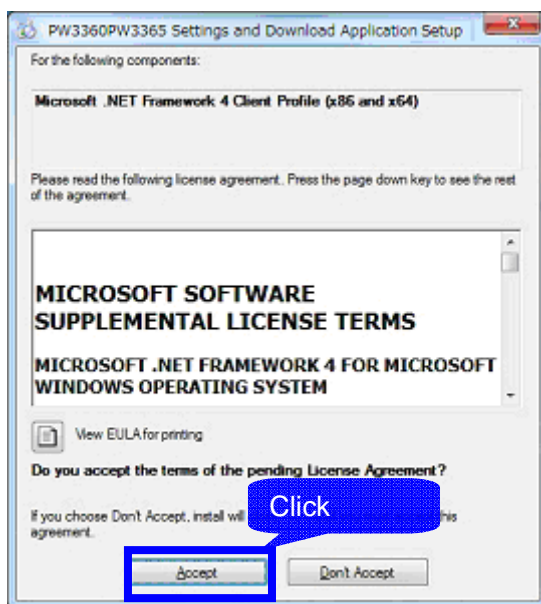 PW3360PW3365 Settings and Download Application Setup
For the following components:
Microsoft .NET Framework 4 Client Profile (x86 and x64)
Please read the following license agreement. Press the page down key to see the rest
of the agreement.
MICROSOFT SOFTWARE
SUPPLEMENTAL LICENSE TERMS
MICROSOFT .NET FRAMEWORK 4 FOR MICROSOFT
WINDOWS OPERATING SYSTEM
View EULA for printing
Do you accept the terms of the pending License Agreement?
Click
If you choose Don't Accept, install will this
agreement.
Accept
Don't Accept